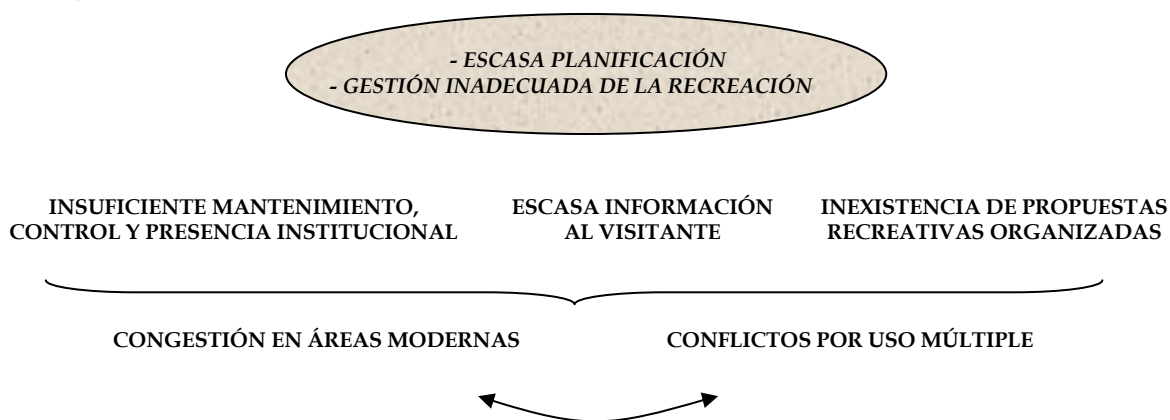 - ESCASA PLANIFICACIÓN
- GESTIÓN INADECUADA DE LA RECREACIÓN
INSUFICIENTE MANTENIMIENTO,
CONTROL Y PRESENCIA INSTITUCIONAL
ESCASA INFORMACIÓN
AL VISITANTE
INEXISTENCIA DE PROPUESTAS
RECREATIVAS ORGANIZADAS
CONGESTIÓN EN ÁREAS MODERNAS
CONFLICTOS POR USO MÚLTIPLE